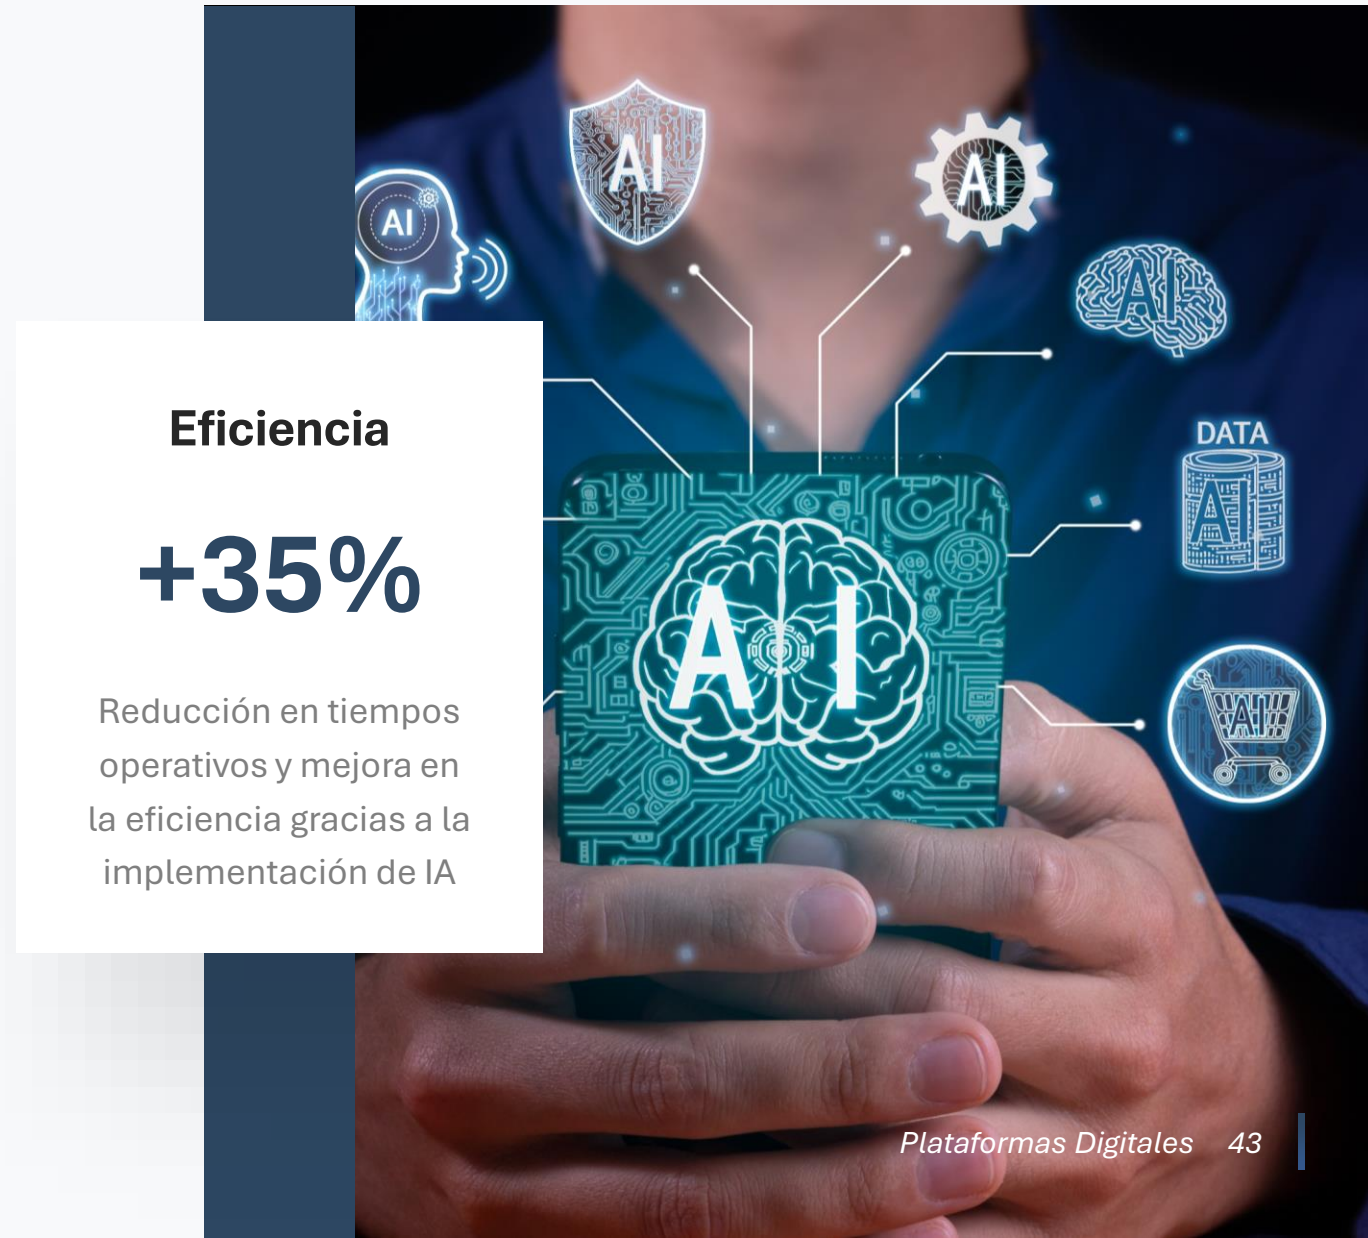 AI
AI
AI
AI
DATA
AI
AI
AI
Eficiencia
+35%
Reducción en tiempos
operativos y mejora en
la eficiencia gracias a la
implementación de IA
Plataformas Digitales 43